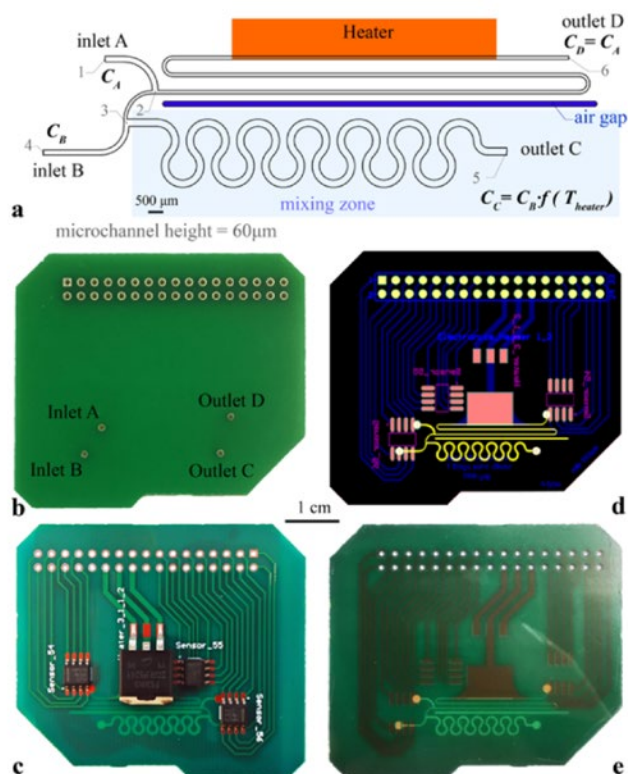 Heater
outlet D
C_D = C_A
inlet A
1
C_A
6
2
3
C_B
4
inlet B
air gap
outlet C
5
500 µm
mixing zone
C_C = C_B·f(T_heater)
a
microchannel height = 60µm
Inlet A
Outlet D
Inlet B
Outlet C
b
d
1 cm
Sensor_54
ater_3_1_2
Sensor_55
Sensor_56
c
e